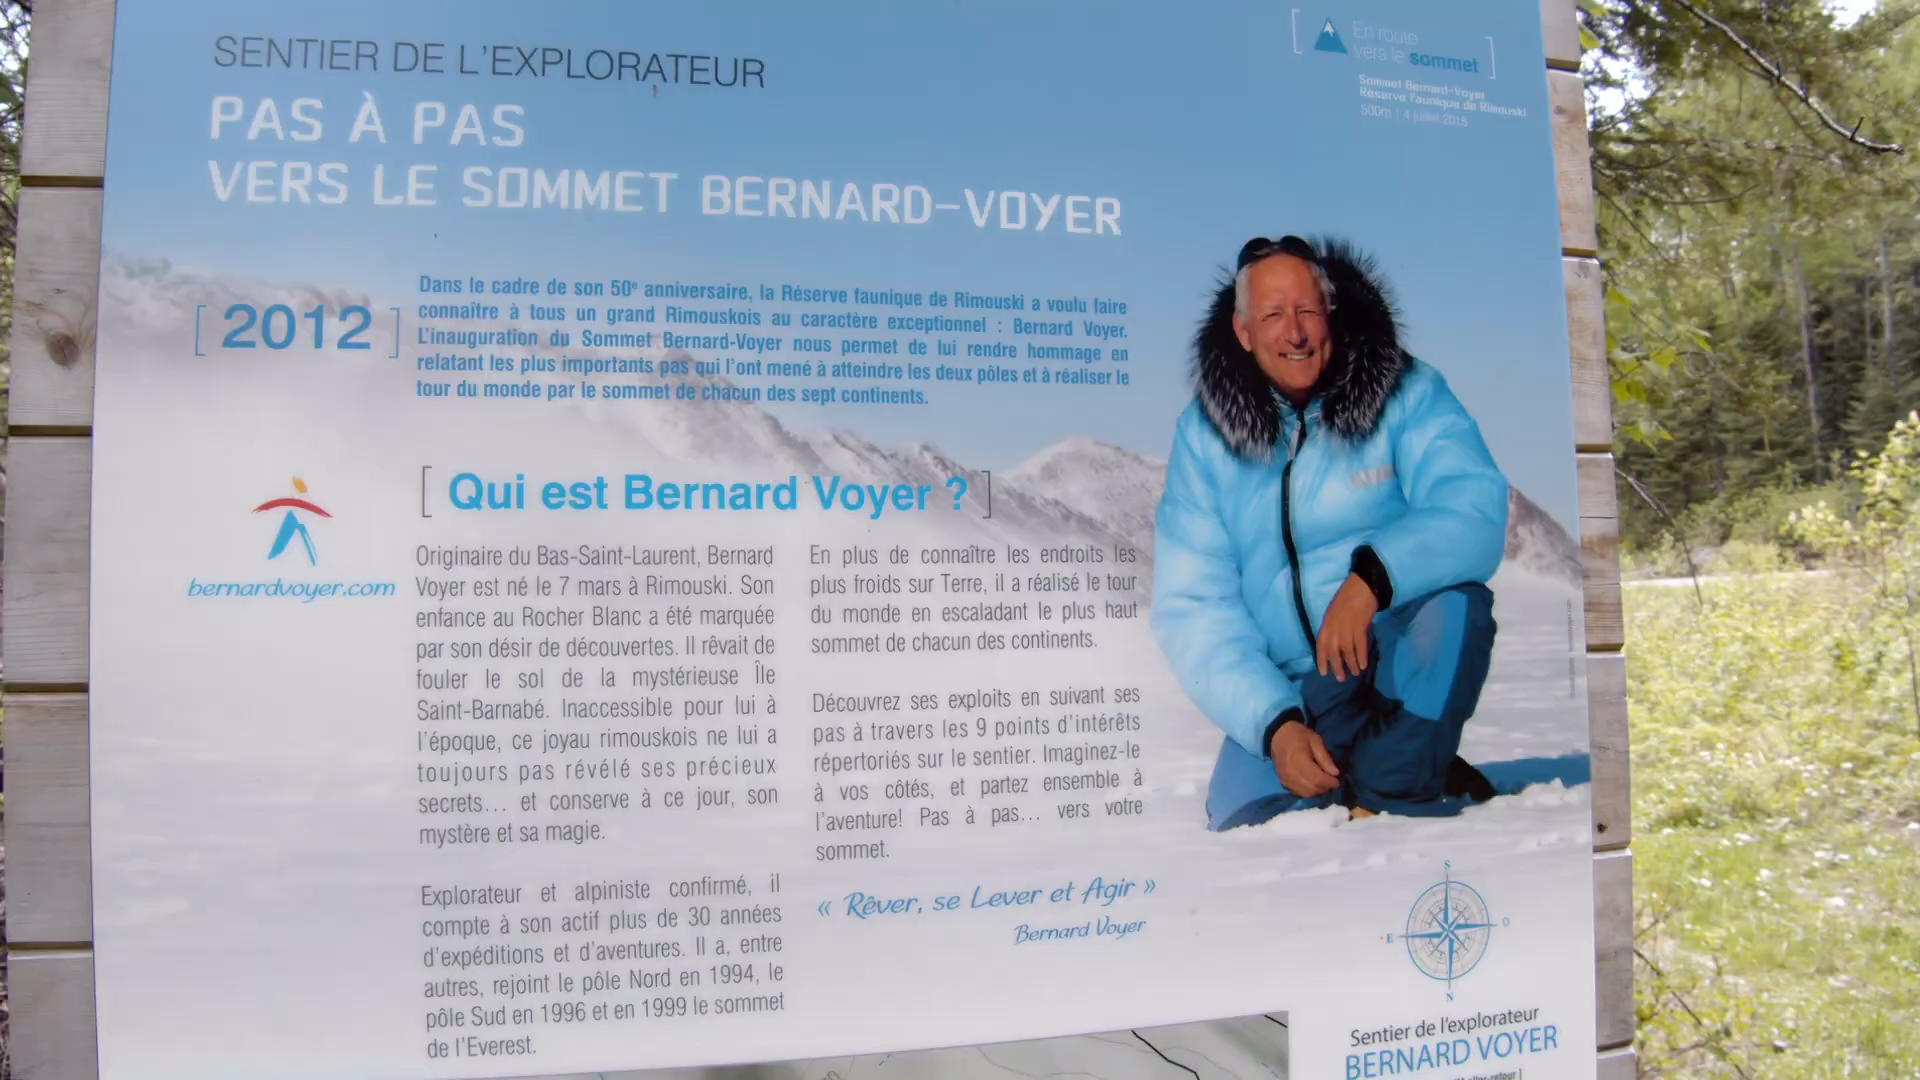 SENTIER DE L'EXPLORATEUR
PAS À PAS
VERS LE SOMMET BERNARD-VOYER
En route
vers le sommet
Sommet Bernard-Voyer
Réserve faunique de Rimouski
500m | 4 juillet 2015
[ 2012 ]
Dans le cadre de son 50e anniversaire, la Réserve faunique de Rimouski a voulu faire
connaître à tous un grand Rimouskois au caractère exceptionnel : Bernard Voyer.
L'inauguration du Sommet Bernard-Voyer nous permet de lui rendre hommage en
relatant les plus importants pas qui l'ont mené à atteindre les deux pôles et à réaliser le
tour du monde par le sommet de chacun des sept continents.
bernardvoyer.com
[ Qui est Bernard Voyer ? ]
Originaire du Bas-Saint-Laurent, Bernard
Voyer est né le 7 mars à Rimouski. Son
enfance au Rocher Blanc a été marquée
par son désir de découvertes. Il rêvait de
fouler le sol de la mystérieuse Île
Saint-Barnabé. Inaccessible pour lui à
l'époque, ce joyau rimouskois ne lui a
toujours pas révélé ses précieux
secrets... et conserve à ce jour, son
mystère et sa magie.
Explorateur et alpiniste confirmé, il
compte à son actif plus de 30 années
d'expéditions et d'aventures. Il a, entre
autres, rejoint le pôle Nord en 1994, le
pôle Sud en 1996 et en 1999 le sommet
de l'Everest.
En plus de connaître les endroits les
plus froids sur Terre, il a réalisé le tour
du monde en escaladant le plus haut
sommet de chacun des continents.
Découvrez ses exploits en suivant ses
pas à travers les 9 points d'intérêts
répertoriés sur le sentier. Imaginez-le
à vos côtés, et partez ensemble à
l'aventure! Pas à pas... vers votre
sommet.
« Rêver, se Lever et Agir »
Bernard Voyer
S
E
O
N
Sentier de l'explorateur
BERNARD VOYER
aller-retour |